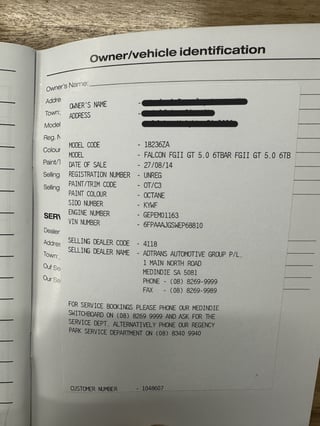 Owner/vehicle identification
Owner's Name:
Addre
Town:
Model
Reg. N
Colour
Paint/T
Selling
Selling
SERV
Dealer
Addres
Town
Our Se
Our Se
OWNER'S NAME -
ADDRESS -
MODEL CODE - 18236ZA
MODEL - FALCON FGII GT 5.0 6TBAR FGII GT 5.0 6TB
DATE OF SALE - 27/08/14
REGISTRATION NUMBER - UNREG
PAINT/TRIM CODE - OT/C3
PAINT COLOUR - OCTANE
SIDO NUMBER - KYWF
ENGINE NUMBER - GEPEMD1163
VIN NUMBER - 6FPAAAJGSWEP68810
SELLING DEALER CODE - 4118
SELLING DEALER NAME - ADTRANS AUTOMOTIVE GROUP P/L.
1 MAIN NORTH ROAD
MEDINDIE SA 5081
PHONE - (08) 8269-9999
FAX - (08) 8269-9989
FOR SERVICE BOOKINGS PLEASE PHONE OUR MEDINDIE
SWITCHBOARD ON (08) 8269 9999 AND ASK FOR THE
SERVICE DEPT. ALTERNATIVELY PHONE OUR REGENCY
PARK SERVICE DEPARTMENT ON (08) 8340 9940
CUSTOMER NUMBER - 1048607